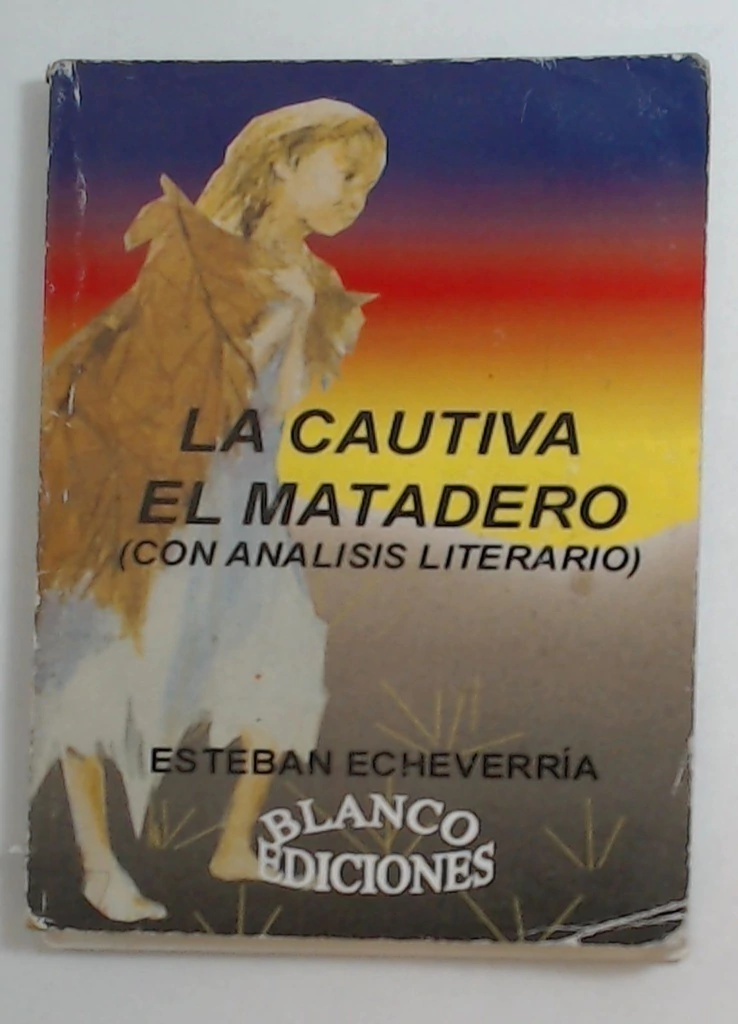 LA CAUTIVA
EL MATADERO
(CON ANALISIS LITERARIO)
ESTEBAN ECHEVERRÍA
BLANCO
EDICIONES